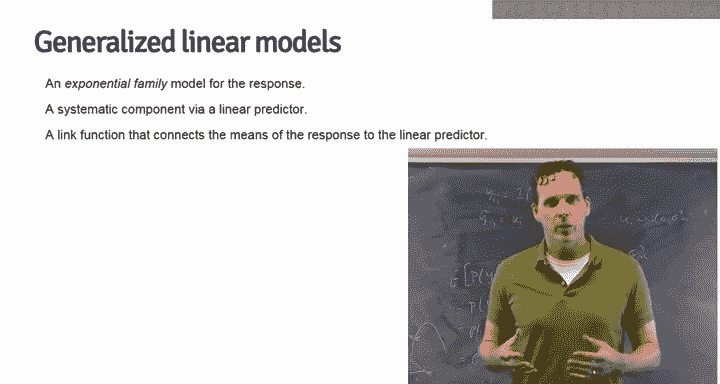 Generalized linear models
An exponential family model for the response.
A systematic component via a linear predictor.
A link function that connects the means of the response to the linear predictor.